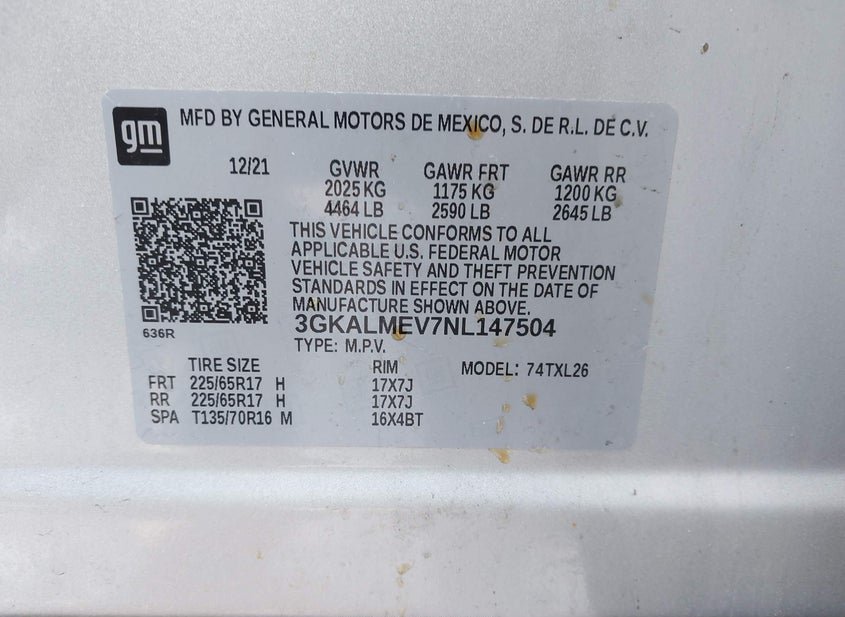 gm
MFD BY GENERAL MOTORS DE MEXICO, S. DE R.L. DE C.V.
12/21 GVWR GAWR FRT GAWR RR
2025 KG 1175 KG 1200 KG
4464 LB 2590 LB 2645 LB
THIS VEHICLE CONFORMS TO ALL
APPLICABLE U.S. FEDERAL MOTOR
VEHICLE SAFETY AND THEFT PREVENTION
STANDARDS IN EFFECT ON THE DATE OF
MANUFACTURE SHOWN ABOVE.
3GKALMEV7NL147504
636R
TYPE: M.P.V.
TIRE SIZE RIM MODEL: 74TXL26
FRT 225/65R17 H 17X7J
RR 225/65R17 H 17X7J
SPA T135/70R16 M 16X4BT